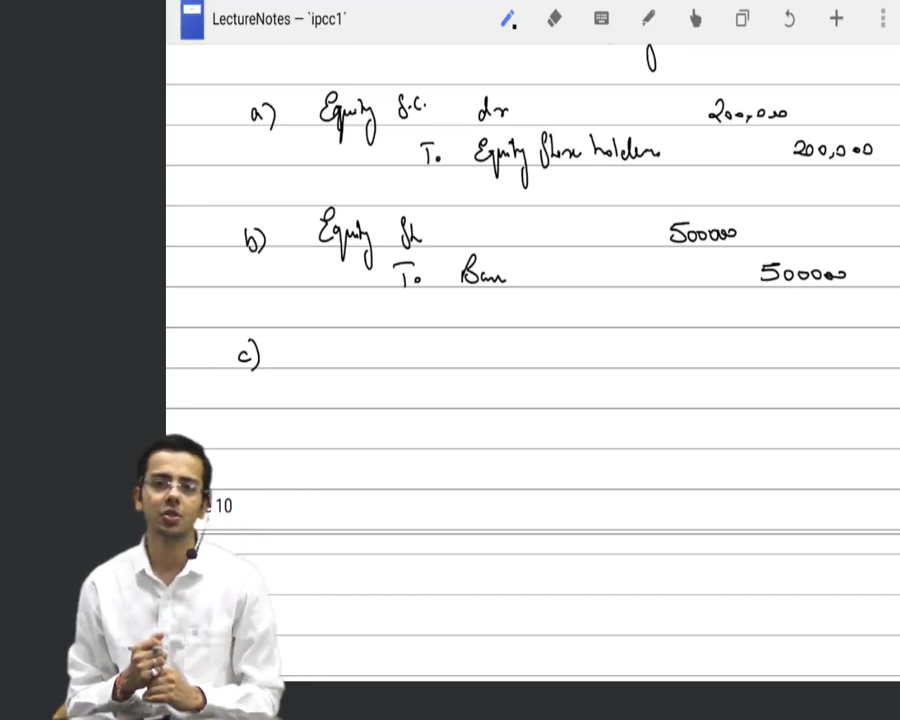 LectureNotes – `ipcc1´
a) Equity S.C. dr 200,000
To Equity Share holders 200,000
b) Equity Sh 500000
To Ban 500000
c)
10